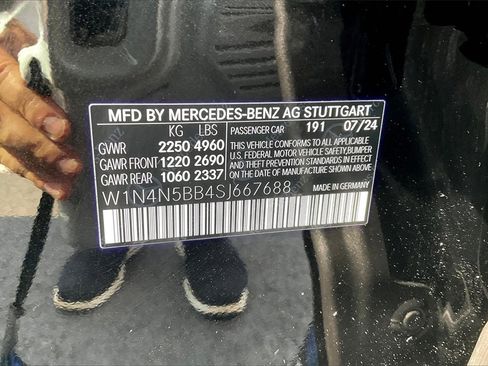 MFD BY MERCEDES-BENZ AG STUTTGART
KG LBS PASSENGER CAR 191 07/24
GVWR 2250 4960
GAWR FRONT 1220 2690
GAWR REAR 1060 2337
THIS VEHICLE CONFORMS TO ALL APPLICABLE
U.S. FEDERAL MOTOR VEHICLE SAFETY, BUMPER
AND THEFT PREVENTION STANDARDS IN EFFECT
ON THE DATE OF MANUFACTURE SHOWN ABOVE
W1N4N5BB4SJ667688 MADE IN GERMANY